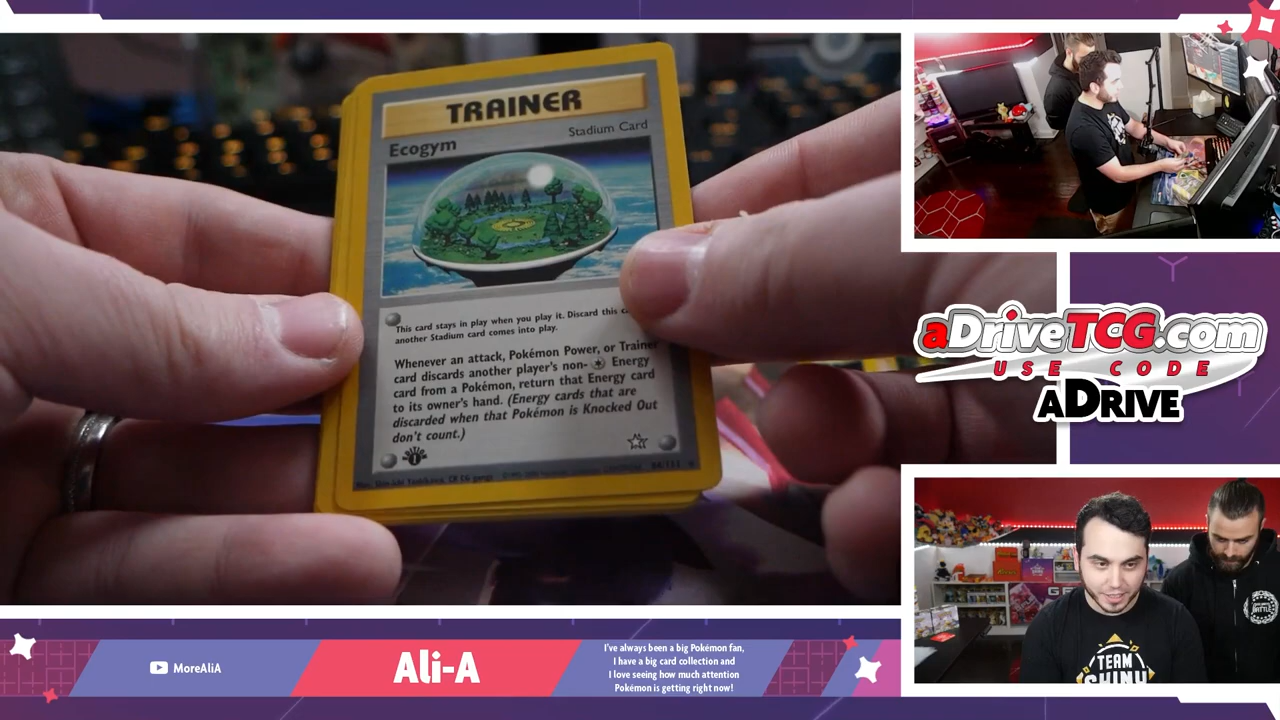 TRAINER
Stadium Card
Ecogym
This card stays in play when you play it. Discard this
another Stadium card comes into play.
Whenever an attack, Pokémon Power, or Trainer
card discards another player's non- Energy
card from a Pokémon, return that Energy card
to its owner's hand. (Energy cards that are
discarded when that Pokémon is Knocked Out
don't count.)
1
84/111
aDriveTCG.com
USE CODE
ADRIVE
TEAM
SHINY
MoreAliA
Ali-A
I've always been a big Pokémon fan,
I have a big card collection and
I love seeing how much attention
Pokémon is getting right now!